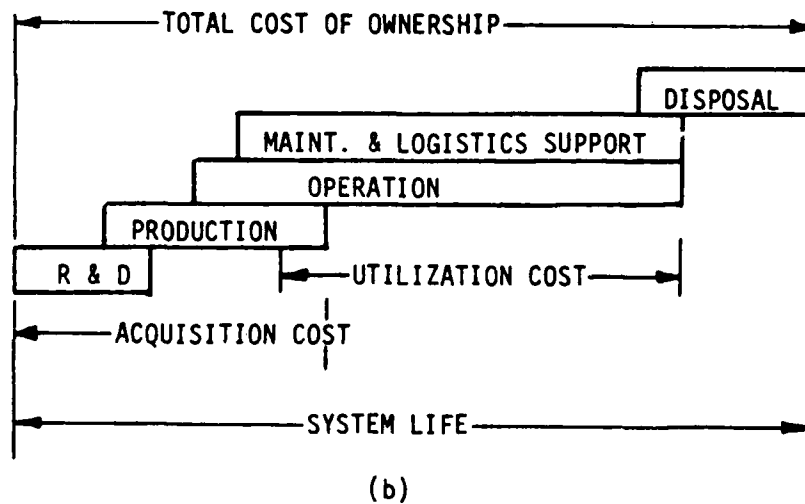 TOTAL COST OF OWNERSHIP
DISPOSAL
MAINT. & LOGISTICS SUPPORT
OPERATION
PRODUCTION
R & D
UTILIZATION COST
ACQUISITION COST
SYSTEM LIFE
(b)